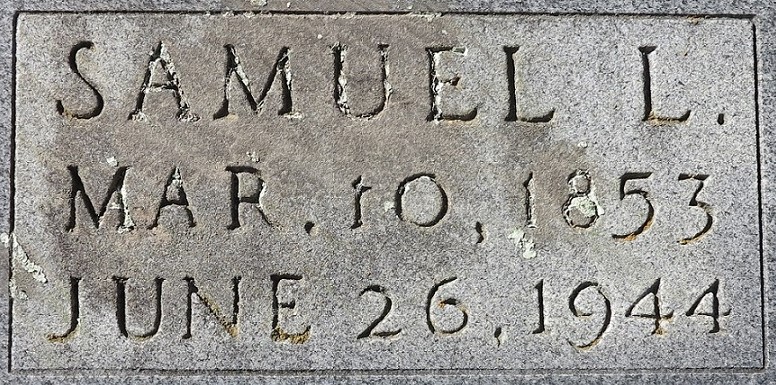 SAMUEL L.
MAR. 10, 1853
JUNE 26, 1944